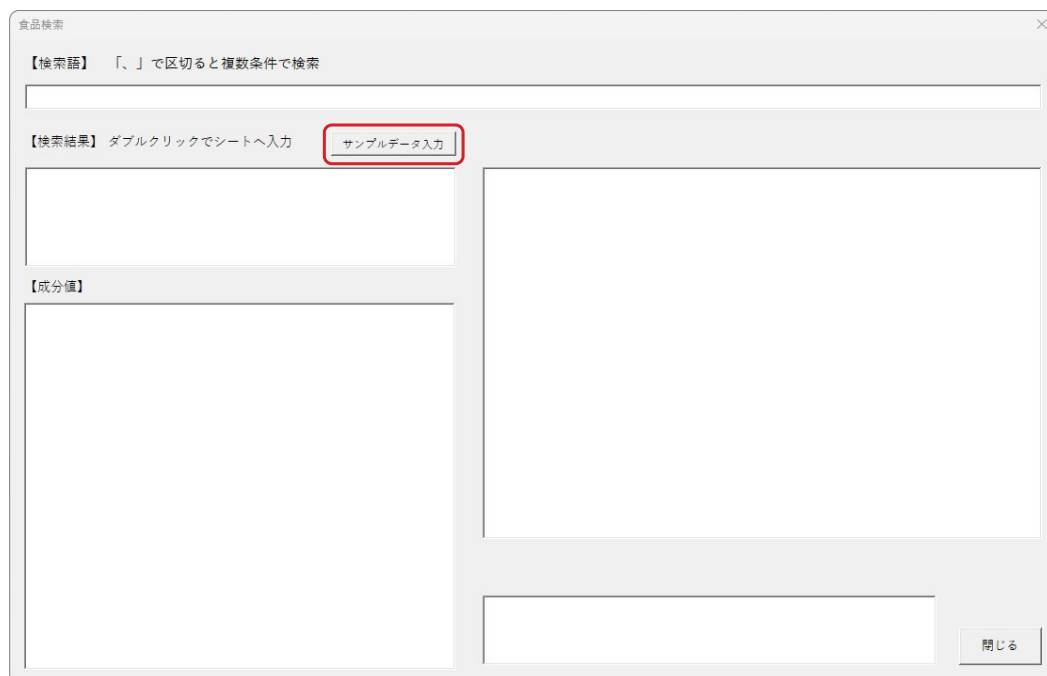 食品検索
【検索語】 「、」で区切ると複数条件で検索
【検索結果】 ダブルクリックでシートへ入力
サンプルデータ入力
【成分値】
閉じる